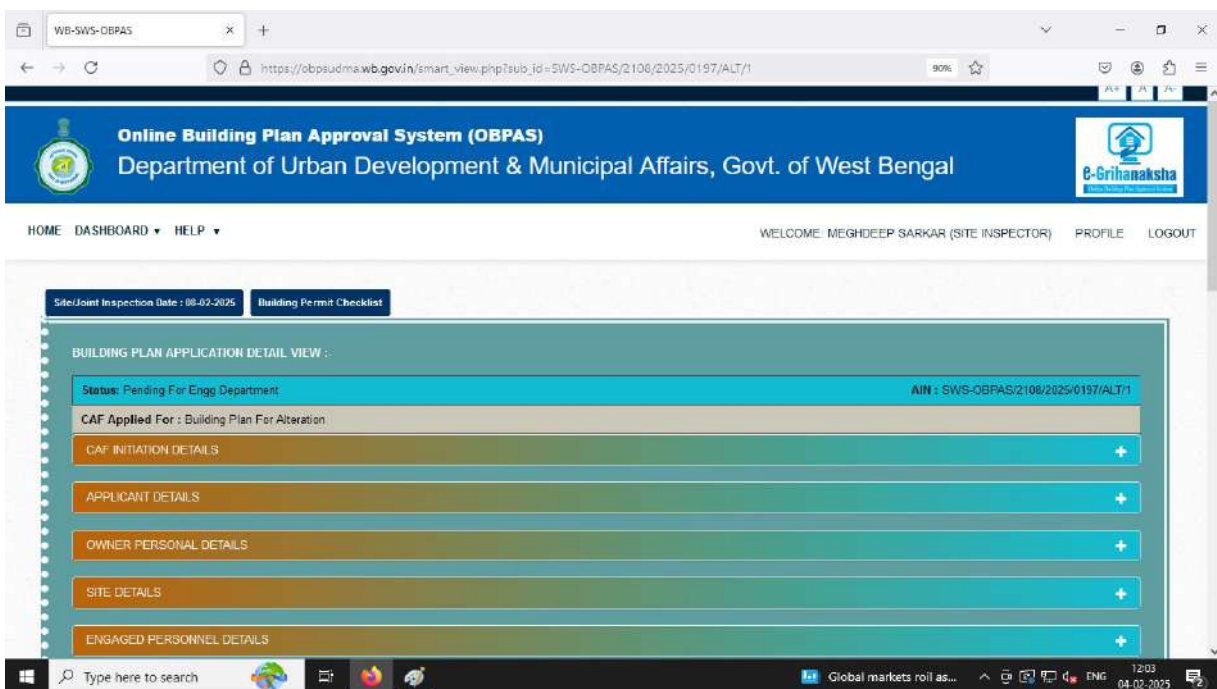 WB-SWS-OBPAS
https://obpsudma.wb.gov.in/smart_view.php?sub_id=SWS-OBPAS/2108/2025/0197/ALT/1
90%
A+ A A-
Online Building Plan Approval System (OBPAS)
Department of Urban Development & Municipal Affairs, Govt. of West Bengal
e-Grihanaksha
HOME DASHBOARD HELP
WELCOME: MEGHDEEP SARKAR (SITE INSPECTOR) PROFILE LOGOUT
Site/Joint Inspection Date : 08-02-2025 Building Permit Checklist
BUILDING PLAN APPLICATION DETAIL VIEW :-
Status: Pending For Engg Department AIN : SWS-OBPAS/2108/2025/0197/ALT/1
CAF Applied For : Building Plan For Alteration
CAF INITIATION DETAILS
APPLICANT DETAILS
OWNER PERSONAL DETAILS
SITE DETAILS
ENGAGED PERSONNEL DETAILS
Type here to search Global markets roil as... ENG 12:03
04-02-2025